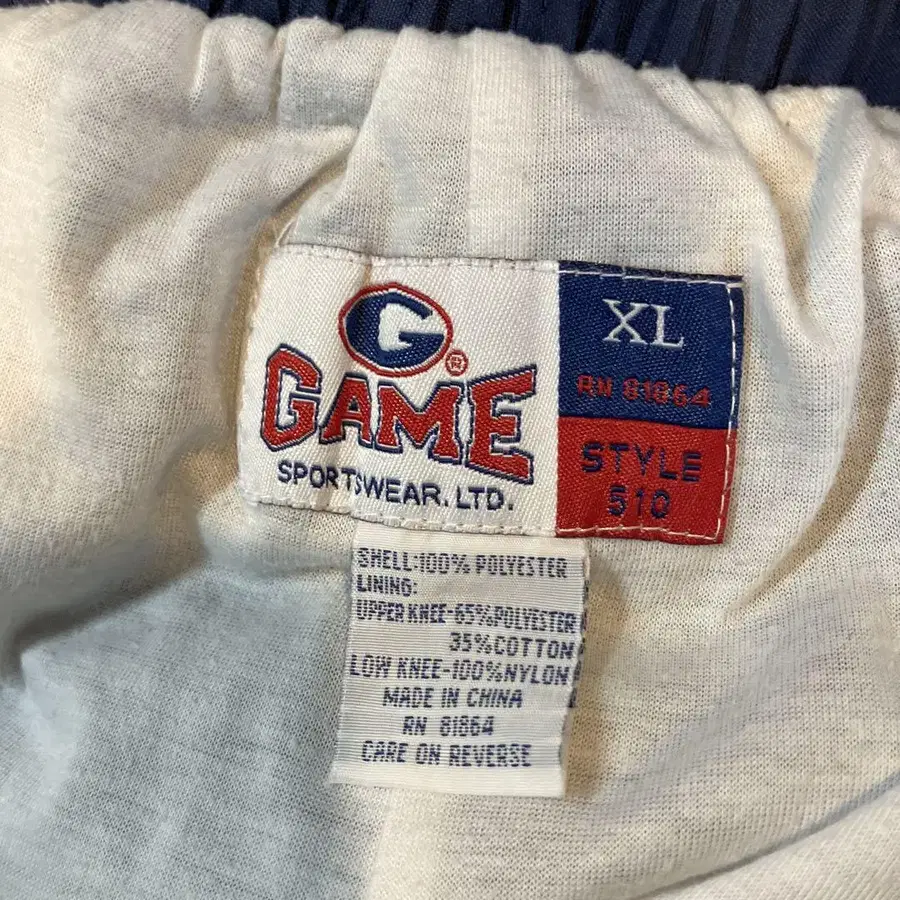 G
GAME ®
SPORTSWEAR. LTD.
XL
RN 81864
STYLE
510
SHELL:100% POLYESTER
LINING:
UPPER KNEE-65%POLYESTER
35%COTTON
LOW KNEE-100%NYLON
MADE IN CHINA
RN 81864
CARE ON REVERSE